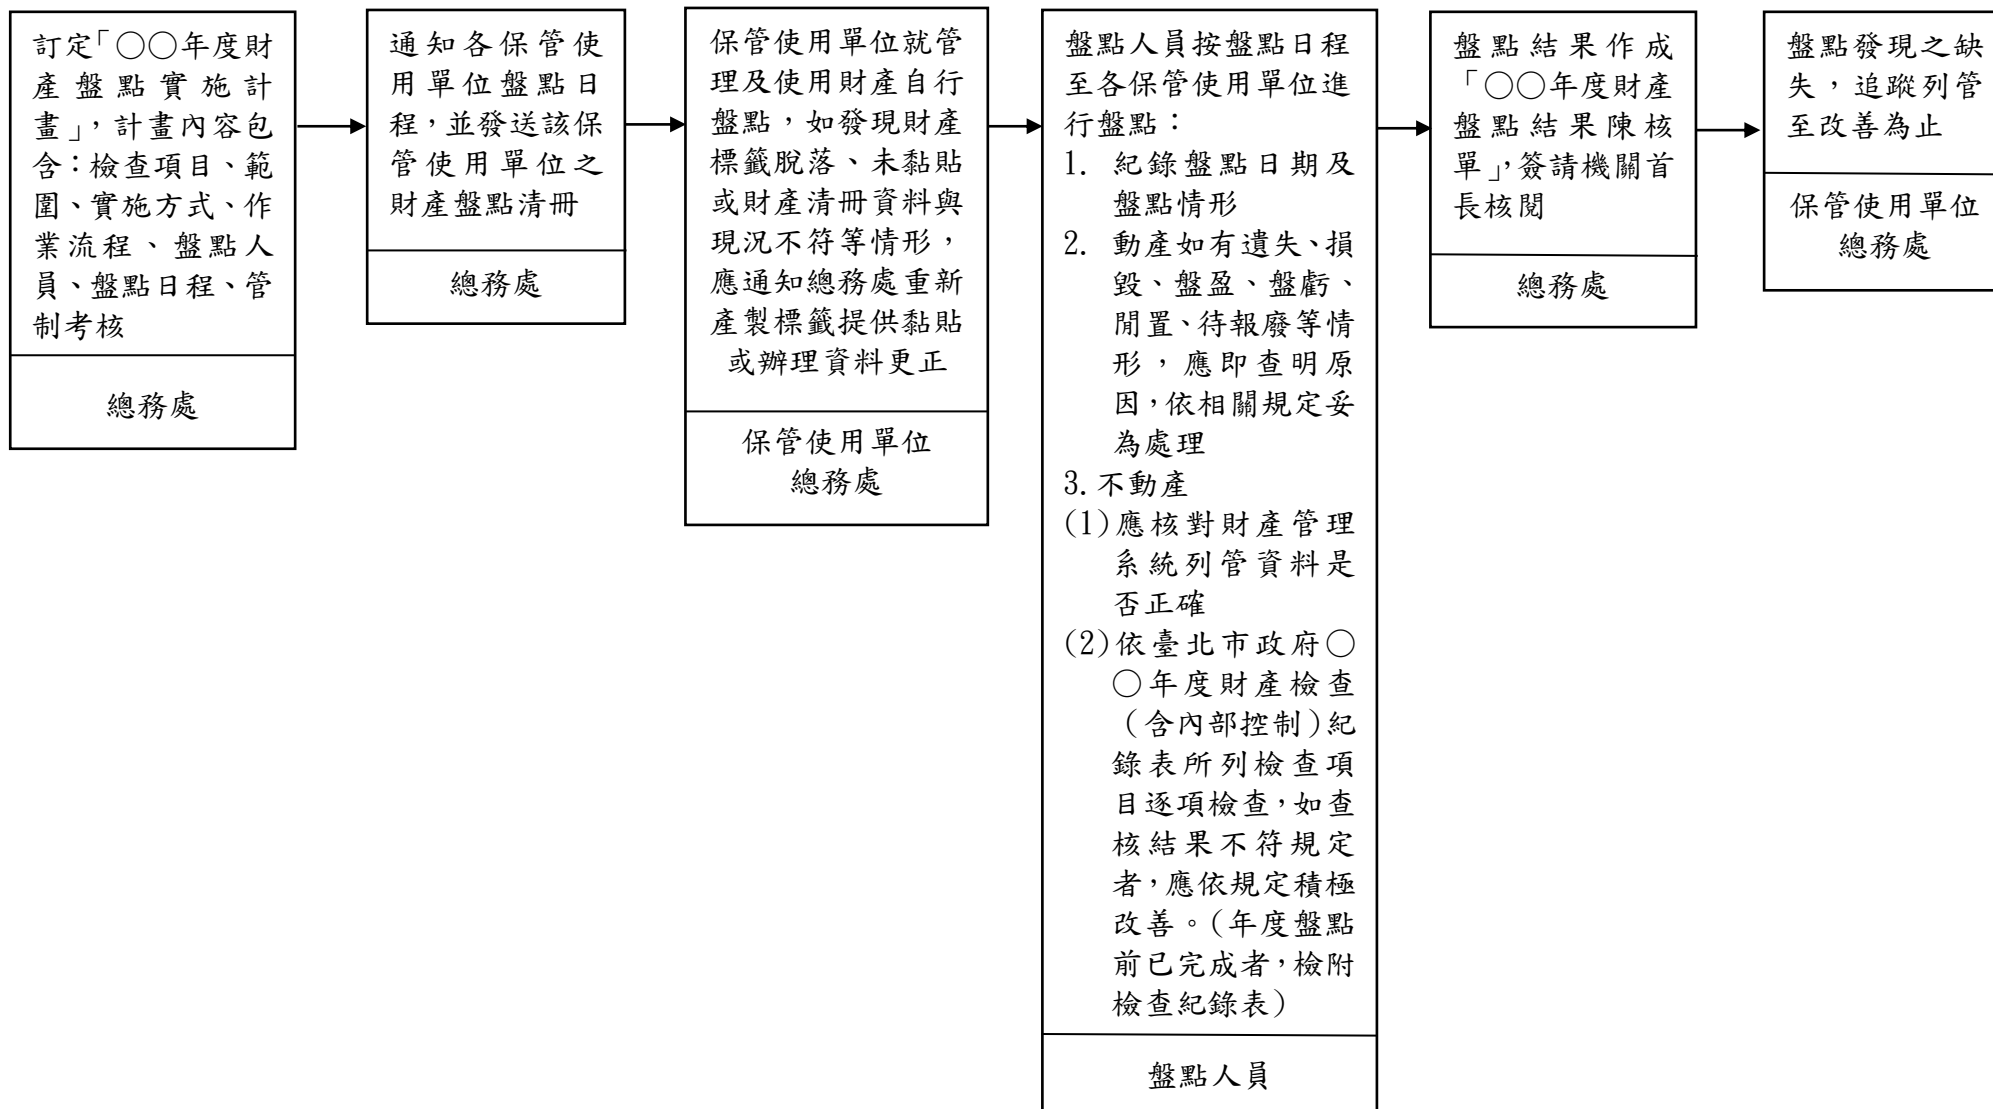 訂定「○○年度財
產盤點實施計
畫」，計畫內容包
含：檢查項目、範
圍、實施方式、作
業流程、盤點人
員、盤點日程、管
制考核
總務處
通知各保管使
用單位盤點日
程，並發送該保
管使用單位之
財產盤點清冊
總務處
保管使用單位就管
理及使用財產自行
盤點，如發現財產
標籤脫落、未黏貼
或財產清冊資料與
現況不符等情形，
應通知總務處重新
產製標籤提供黏貼
或辦理資料更正
保管使用單位
總務處
盤點人員按盤點日程
至各保管使用單位進
行盤點：
1. 紀錄盤點日期及
盤點情形
2. 動產如有遺失、損
毀、盤盈、盤虧、
閒置、待報廢等情
形，應即查明原
因，依相關規定妥
為處理
3.不動產
(1)應核對財產管理
系統列管資料是
否正確
(2)依臺北市政府○
○年度財產檢查
（含內部控制）紀
錄表所列檢查項
目逐項檢查，如查
核結果不符規定
者，應依規定積極
改善。（年度盤點
前已完成者，檢附
檢查紀錄表）
盤點人員
盤點結果作成
「○○年度財產
盤點結果陳核
單」，簽請機關首
長核閱
總務處
盤點發現之缺
失，追蹤列管
至改善為止
保管使用單位
總務處